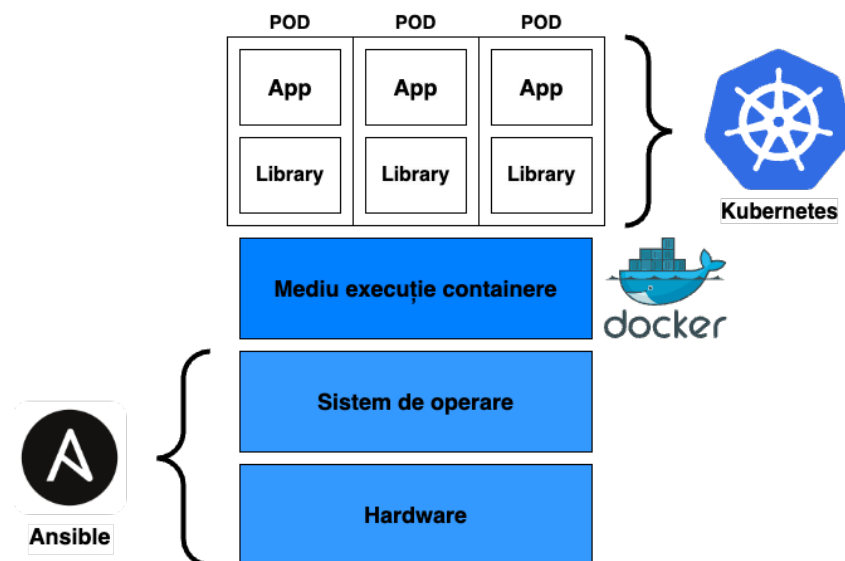 POD POD POD
App App App
Library Library Library
Kubernetes
Mediu execuție containere
docker
Sistem de operare
Ansible
Hardware